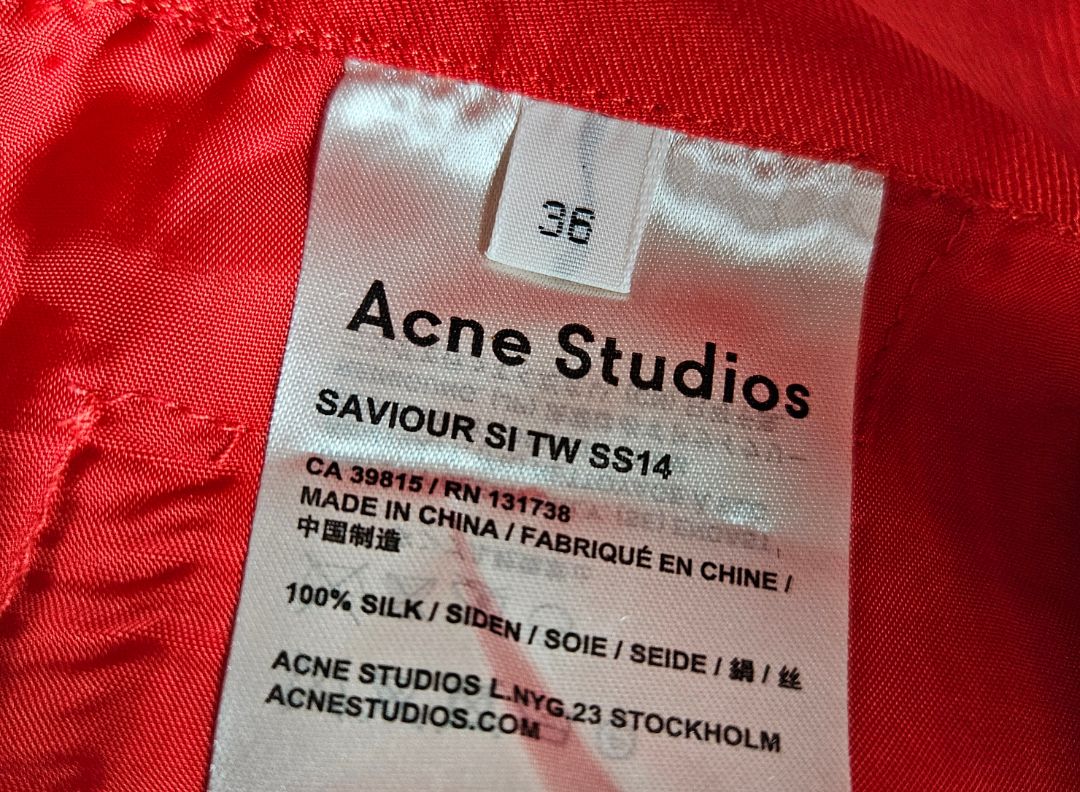 36
Acne Studios
SAVIOUR SI TW SS14
CA 39815 / RN 131738
MADE IN CHINA / FABRIQUÉ EN CHINE /
中国制造
100% SILK / SIDEN / SOIE / SEIDE / 絹 / 丝
ACNE STUDIOS L.NYG.23 STOCKHOLM
ACNESTUDIOS.COM